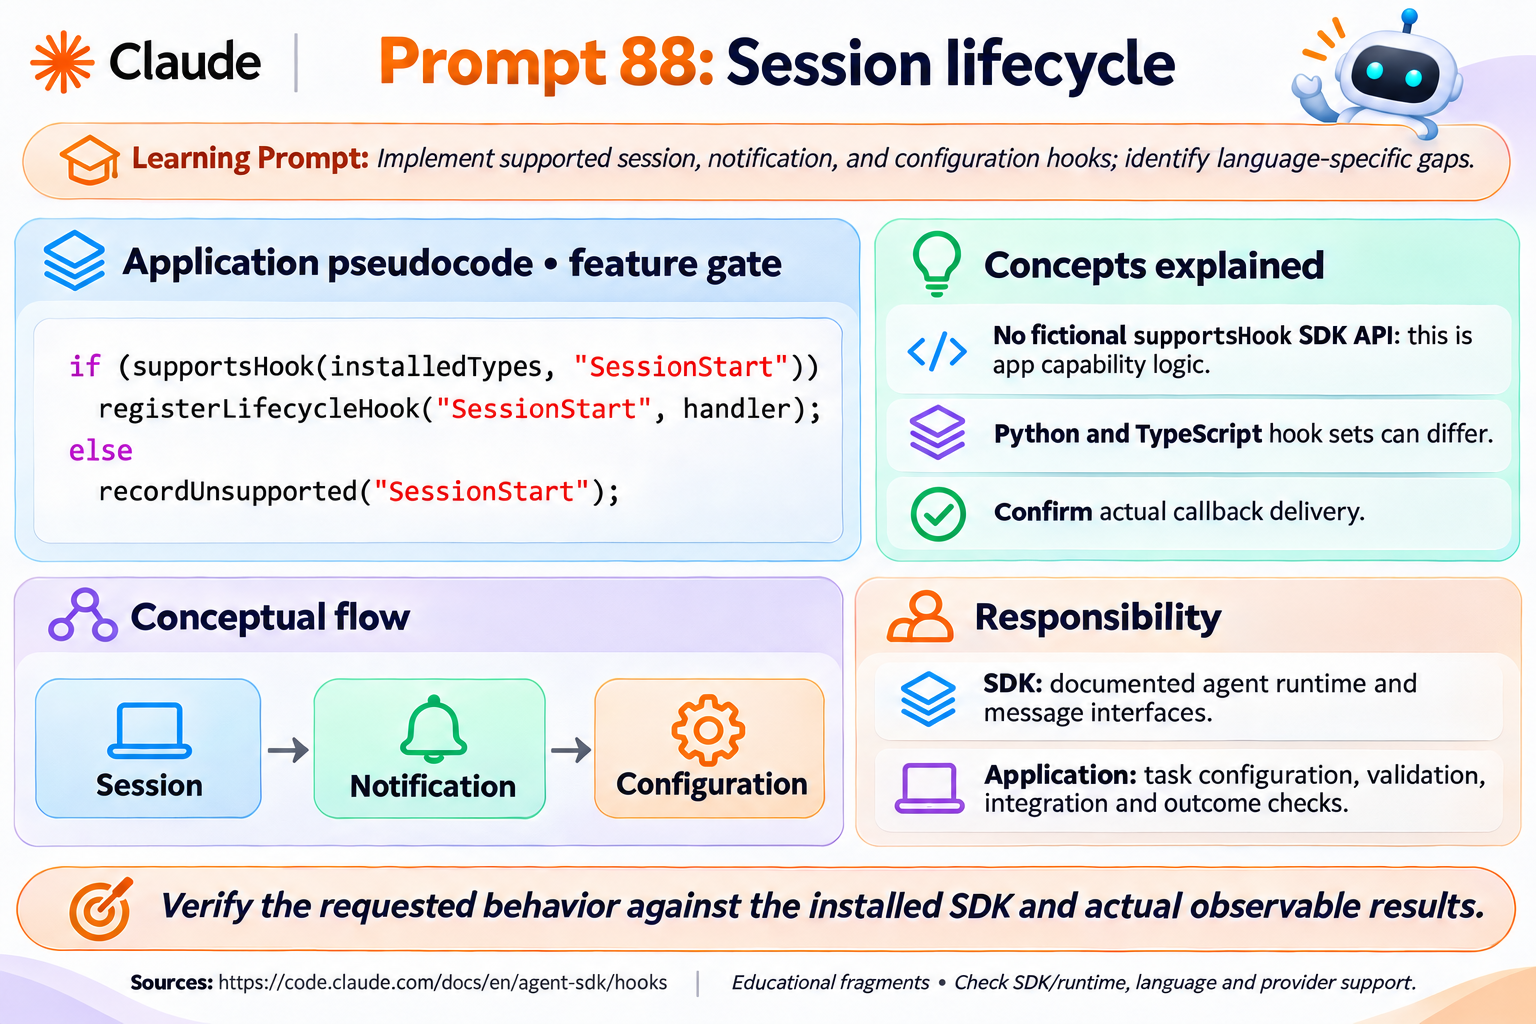 Claude
Prompt 88: Session lifecycle
Learning Prompt: Implement supported session, notification, and configuration hooks; identify language-specific gaps.
Application pseudocode • feature gate
if (supportsHook(installedTypes, "SessionStart"))
registerLifecycleHook("SessionStart", handler);
else
recordUnsupported("SessionStart");
Concepts explained
No fictional supportsHook SDK API: this is
app capability logic.
Python and TypeScript hook sets can differ.
Confirm actual callback delivery.
Conceptual flow
Session
Notification
Configuration
Responsibility
SDK: documented agent runtime and
message interfaces.
Application: task configuration, validation,
integration and outcome checks.
Verify the requested behavior against the installed SDK and actual observable results.
Sources: https://code.claude.com/docs/en/agent-sdk/hooks
Educational fragments • Check SDK/runtime, language and provider support.